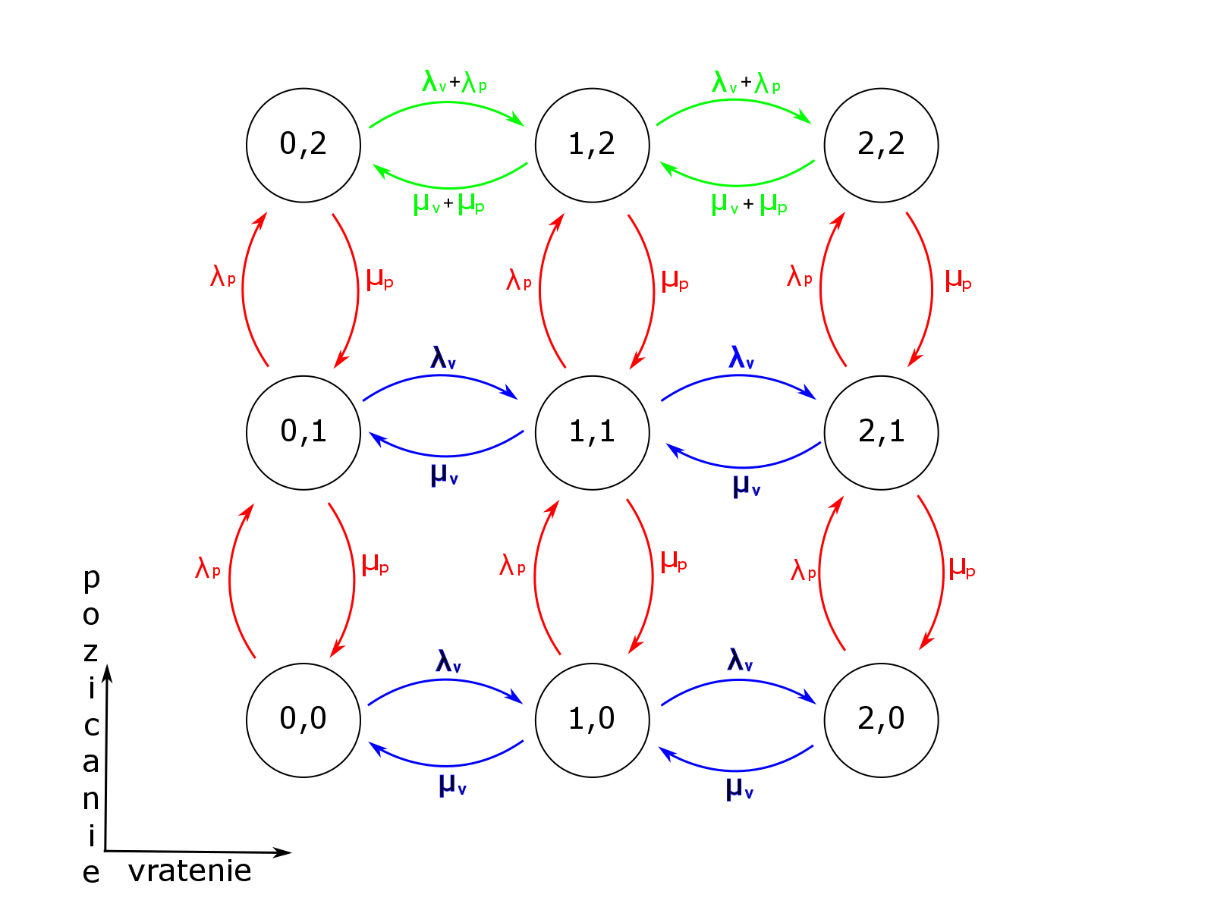 λv+λp λv+λp
0,2 1,2 2,2
μv+μp μv+μp
λp μp λp μp λp μp
λv λv
0,1 1,1 2,1
μv μv
λp μp λp μp λp μp
λv λv
0,0 1,0 2,0
μv μv
pozicanie
vratenie